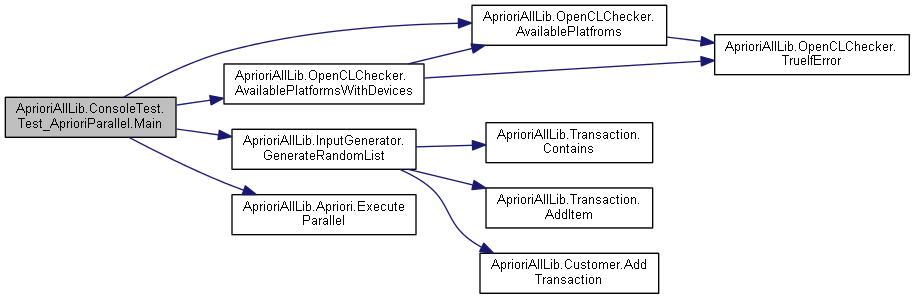 AprioriAllLib.ConsoleTest.
Test_AprioriParallel.Main
AprioriAllLib.OpenCLChecker.
AvailablePlatfroms
AprioriAllLib.OpenCLChecker.
AvailablePlatformsWithDevices
AprioriAllLib.OpenCLChecker.
TrueIfError
AprioriAllLib.InputGenerator.
GenerateRandomList
AprioriAllLib.Apriori.Execute
Parallel
AprioriAllLib.Transaction.
Contains
AprioriAllLib.Transaction.
AddItem
AprioriAllLib.Customer.Add
Transaction